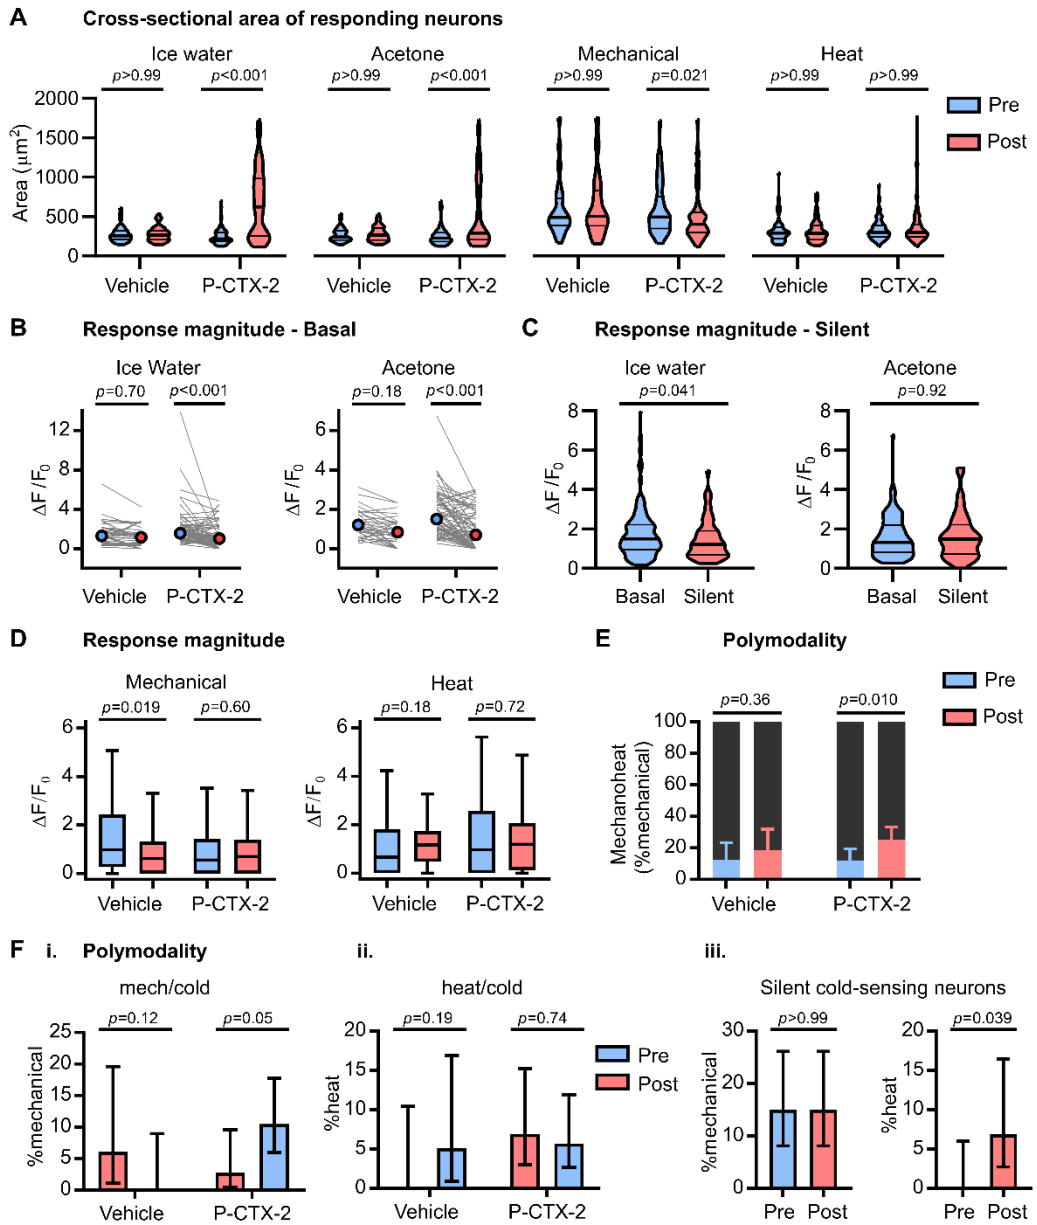 A Cross-sectional area of responding neurons
Ice water Acetone Mechanical Heat
p>0.99 p<0.001 p>0.99 p<0.001 p>0.99 p=0.021 p>0.99 p>0.99
2000
1500
1000
500
0
Area (μm²)
Pre
Post
Vehicle P-CTX-2 Vehicle P-CTX-2 Vehicle P-CTX-2 Vehicle P-CTX-2
B Response magnitude - Basal
Ice Water Acetone
p=0.70 p<0.001 p=0.18 p<0.001
12
8
4
0
ΔF/F₀
6
4
2
0
ΔF/F₀
Vehicle P-CTX-2 Vehicle P-CTX-2
C Response magnitude - Silent
Ice water Acetone
p=0.041 p=0.92
8
6
4
2
0
ΔF/F₀
8
6
4
2
0
ΔF/F₀
Basal Silent Basal Silent
D Response magnitude
Mechanical Heat
p=0.019 p=0.60 p=0.18 p=0.72
6
4
2
0
ΔF/F₀
6
4
2
0
ΔF/F₀
Vehicle P-CTX-2 Vehicle P-CTX-2
E Polymodality
Pre
Post
p=0.36 p=0.010
100
80
60
40
20
0
Mechanoheat
(%mechanical)
Vehicle P-CTX-2
F i. Polymodality ii. iii.
mech/cold heat/cold Silent cold-sensing neurons
p=0.12 p=0.05 p=0.19 p=0.74 p>0.99 p=0.039
25
20
15
10
5
0
%mechanical
Vehicle P-CTX-2
20
15
10
5
0
%heat
Vehicle P-CTX-2
Pre
Post
30
20
10
0
%mechanical
Pre Post
20
15
10
5
0
%heat
Pre Post